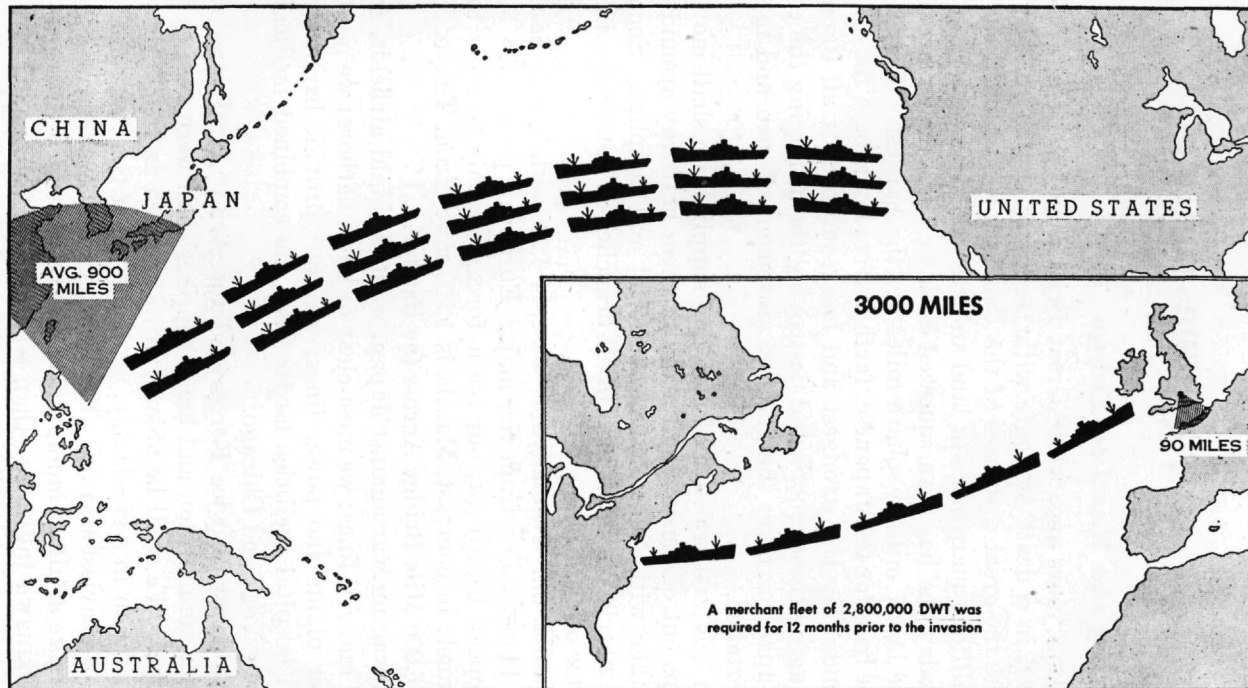 CHINA
JAPAN
AVG. 900
MILES
UNITED STATES
AUSTRALIA
3000 MILES
90 MILES
A merchant fleet of 2,800,000 DWT was
required for 12 months prior to the invasion